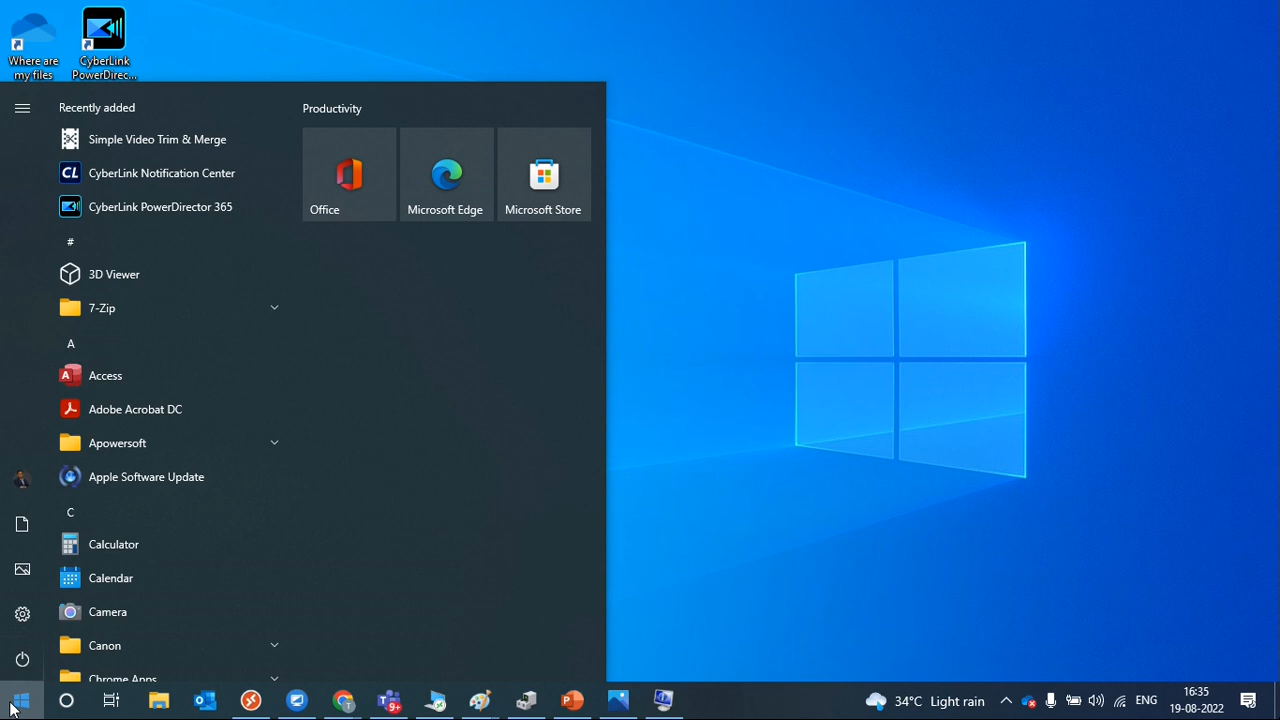 Where are
my files
CyberLink
PowerDirec...
Recently added
Simple Video Trim & Merge
CL
CyberLink Notification Center
CyberLink PowerDirector 365
#
3D Viewer
7-Zip
A
Access
Adobe Acrobat DC
Apowersoft
Apple Software Update
C
Calculator
Calendar
Camera
Canon
Chrome Apps
Productivity
Office
Microsoft Edge
Microsoft Store
9+
34°C Light rain
ENG
16:35
19-08-2022